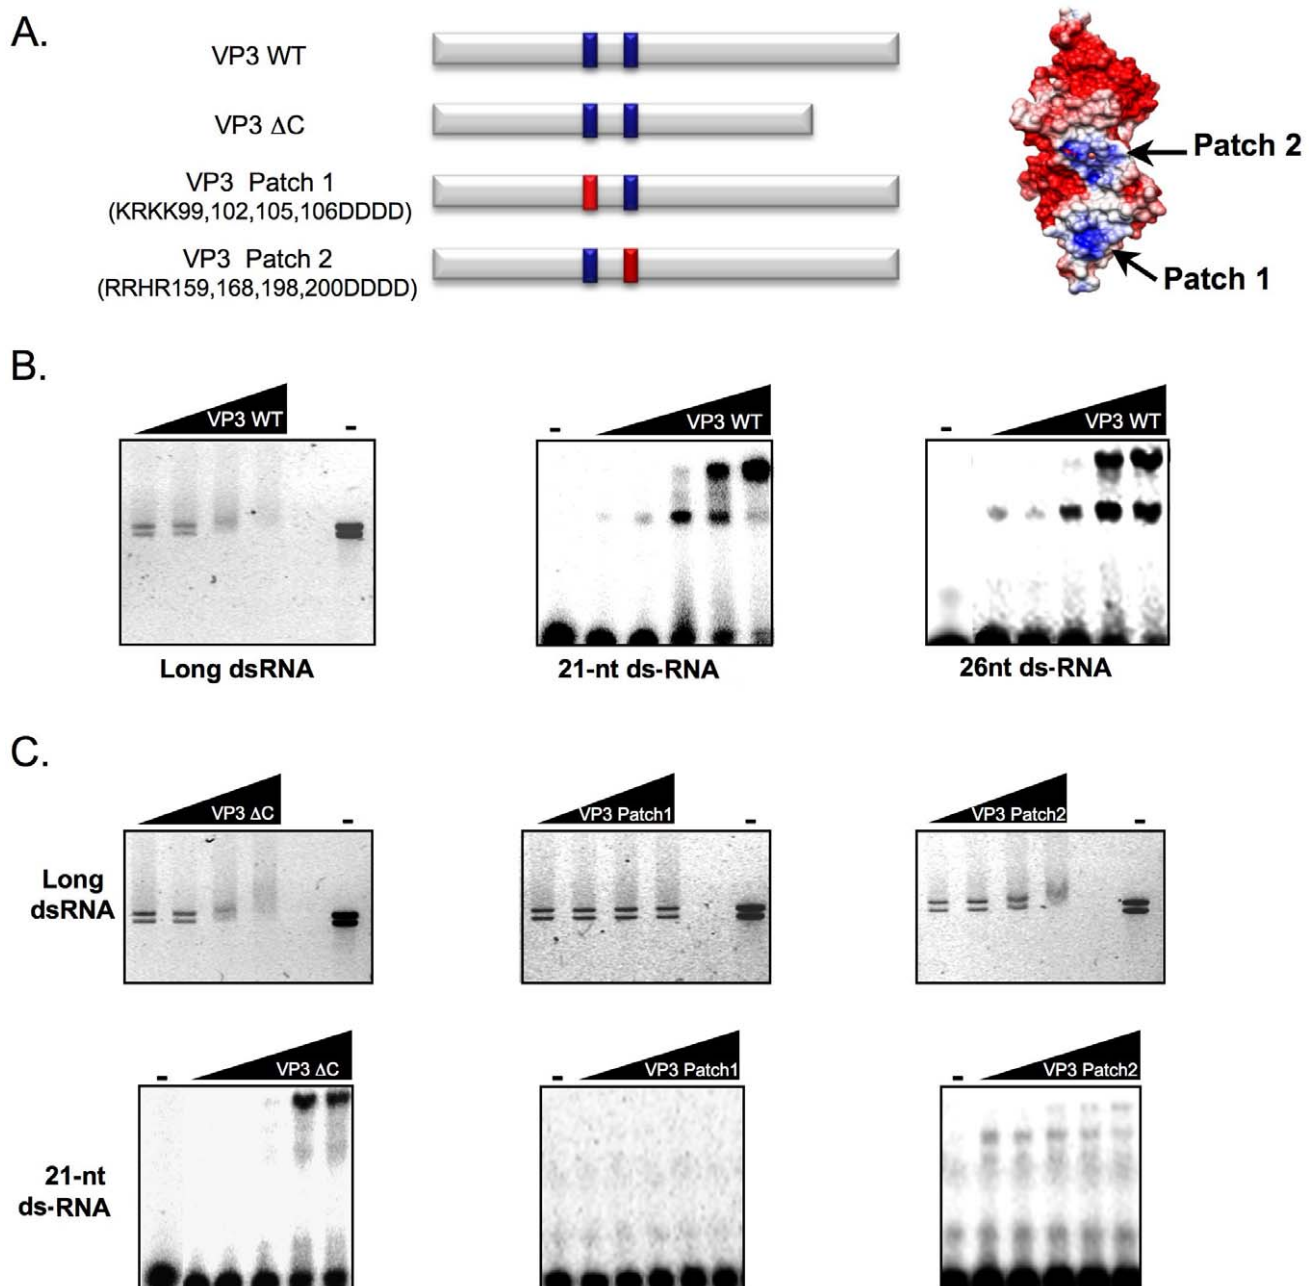 A.
VP3 WT
VP3 ΔC
VP3 Patch 1
(KRKK99,102,105,106DDDD)
VP3 Patch 2
(RRHR159,168,198,200DDDD)
Patch 2
Patch 1
B.
VP3 WT
-
- VP3 WT
- VP3 WT
Long dsRNA
21-nt ds-RNA
26nt ds-RNA
C.
VP3 ΔC
-
VP3 Patch1
-
VP3 Patch2
-
Long
dsRNA
- VP3 ΔC
- VP3 Patch1
- VP3 Patch2
21-nt
ds-RNA